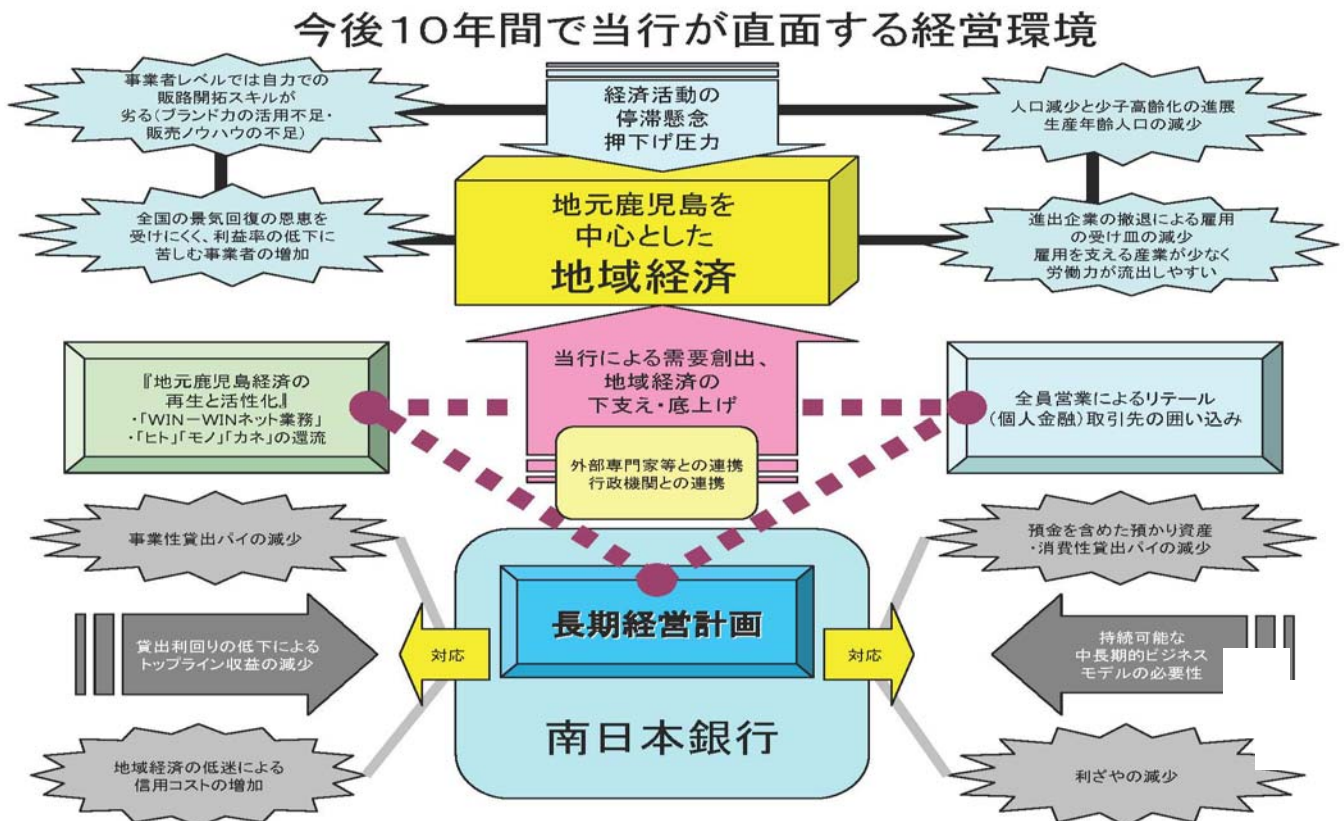 今後10年間で当行が直面する経営環境
事業者レベルでは自力での
販路開拓スキルが
劣る(ブランド力の活用不足・
販売ノウハウの不足)
経済活動の
停滞懸念
押下げ圧力
人口減少と少子高齢化の進展
生産年齢人口の減少
全国の景気回復の恩恵を
受けにくく、利益率の低下に
苦しむ事業者の増加
地元鹿児島を
中心とした
地域経済
進出企業の撤退による雇用
の受け皿の減少
雇用を支える産業が少なく
労働力が流出しやすい
『地元鹿児島経済の
再生と活性化』
・「WIN-WINネット業務」
・「ヒト」「モノ」「カネ」の還流
当行による需要創出、
地域経済の
下支え・底上げ
全員営業によるリテール
(個人金融)取引先の囲い込み
外部専門家等との連携
行政機関との連携
事業性貸出パイの減少
預金を含めた預かり資産
・消費性貸出パイの減少
貸出利回りの低下による
トップライン収益の減少
対応
長期経営計画
対応
持続可能な
中長期的ビジネス
モデルの必要性
南日本銀行
地域経済の低迷による
信用コストの増加
利ざやの減少